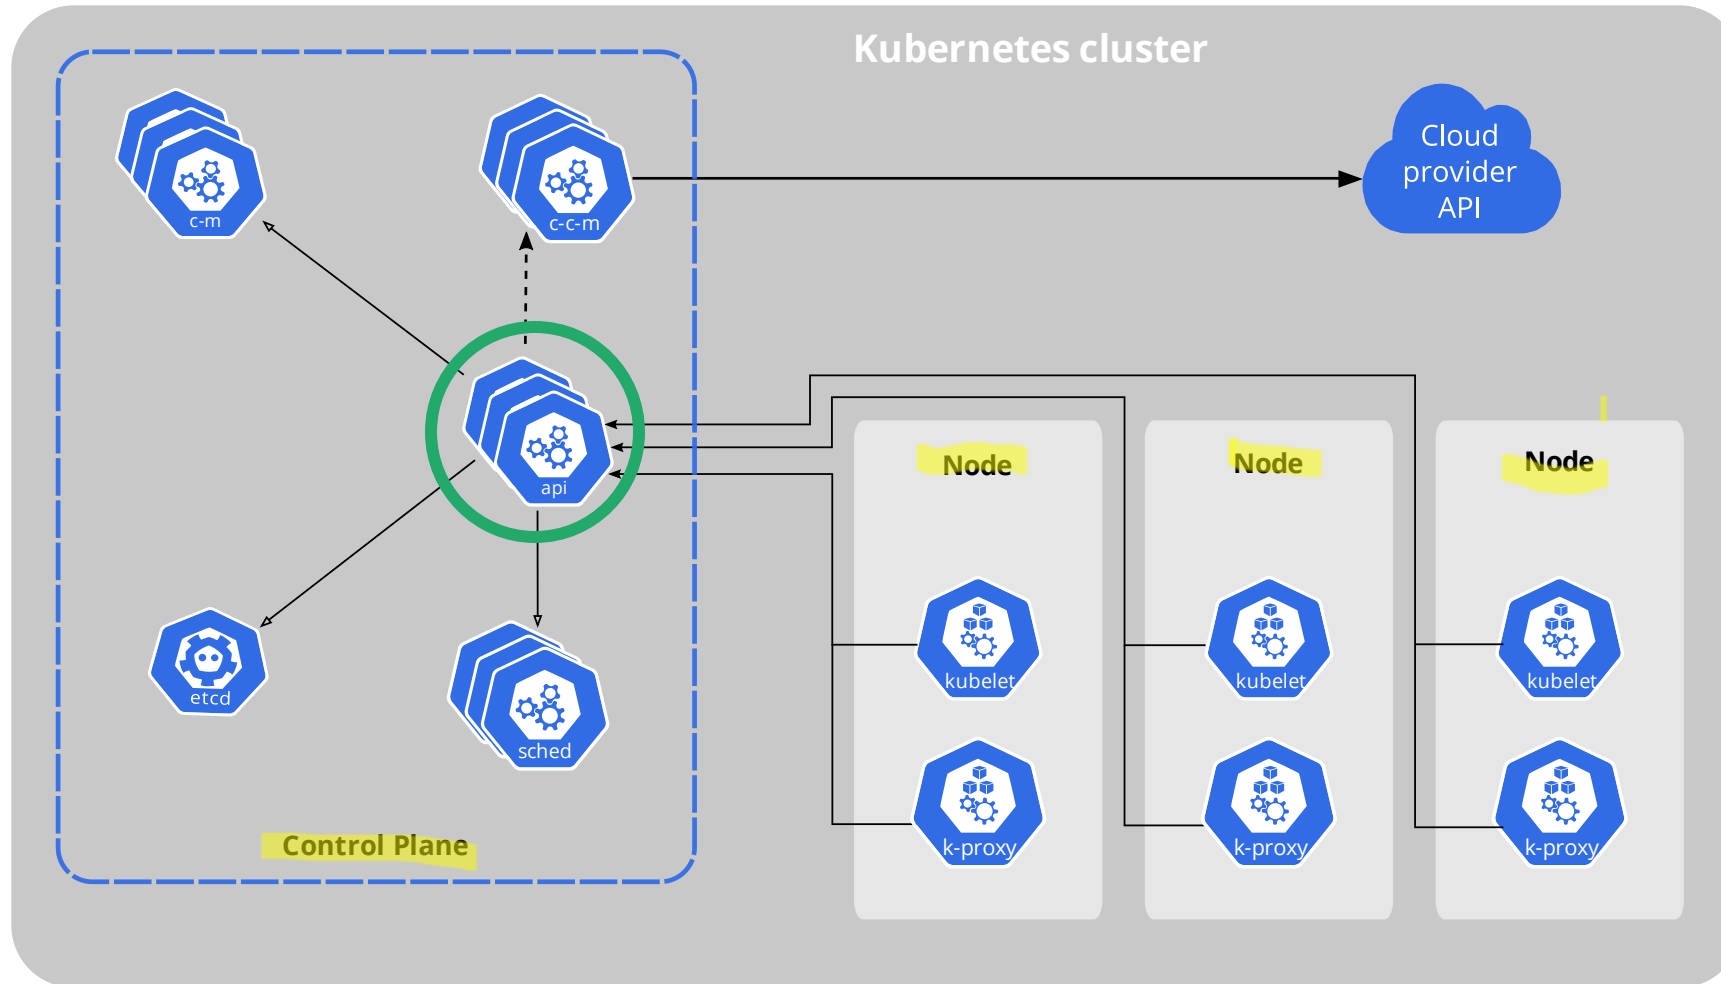 Kubernetes cluster
c-m
c-c-m
Cloud
provider
API
api
etcd
sched
Control Plane
Node
kubelet
k-proxy
Node
kubelet
k-proxy
Node
kubelet
k-proxy